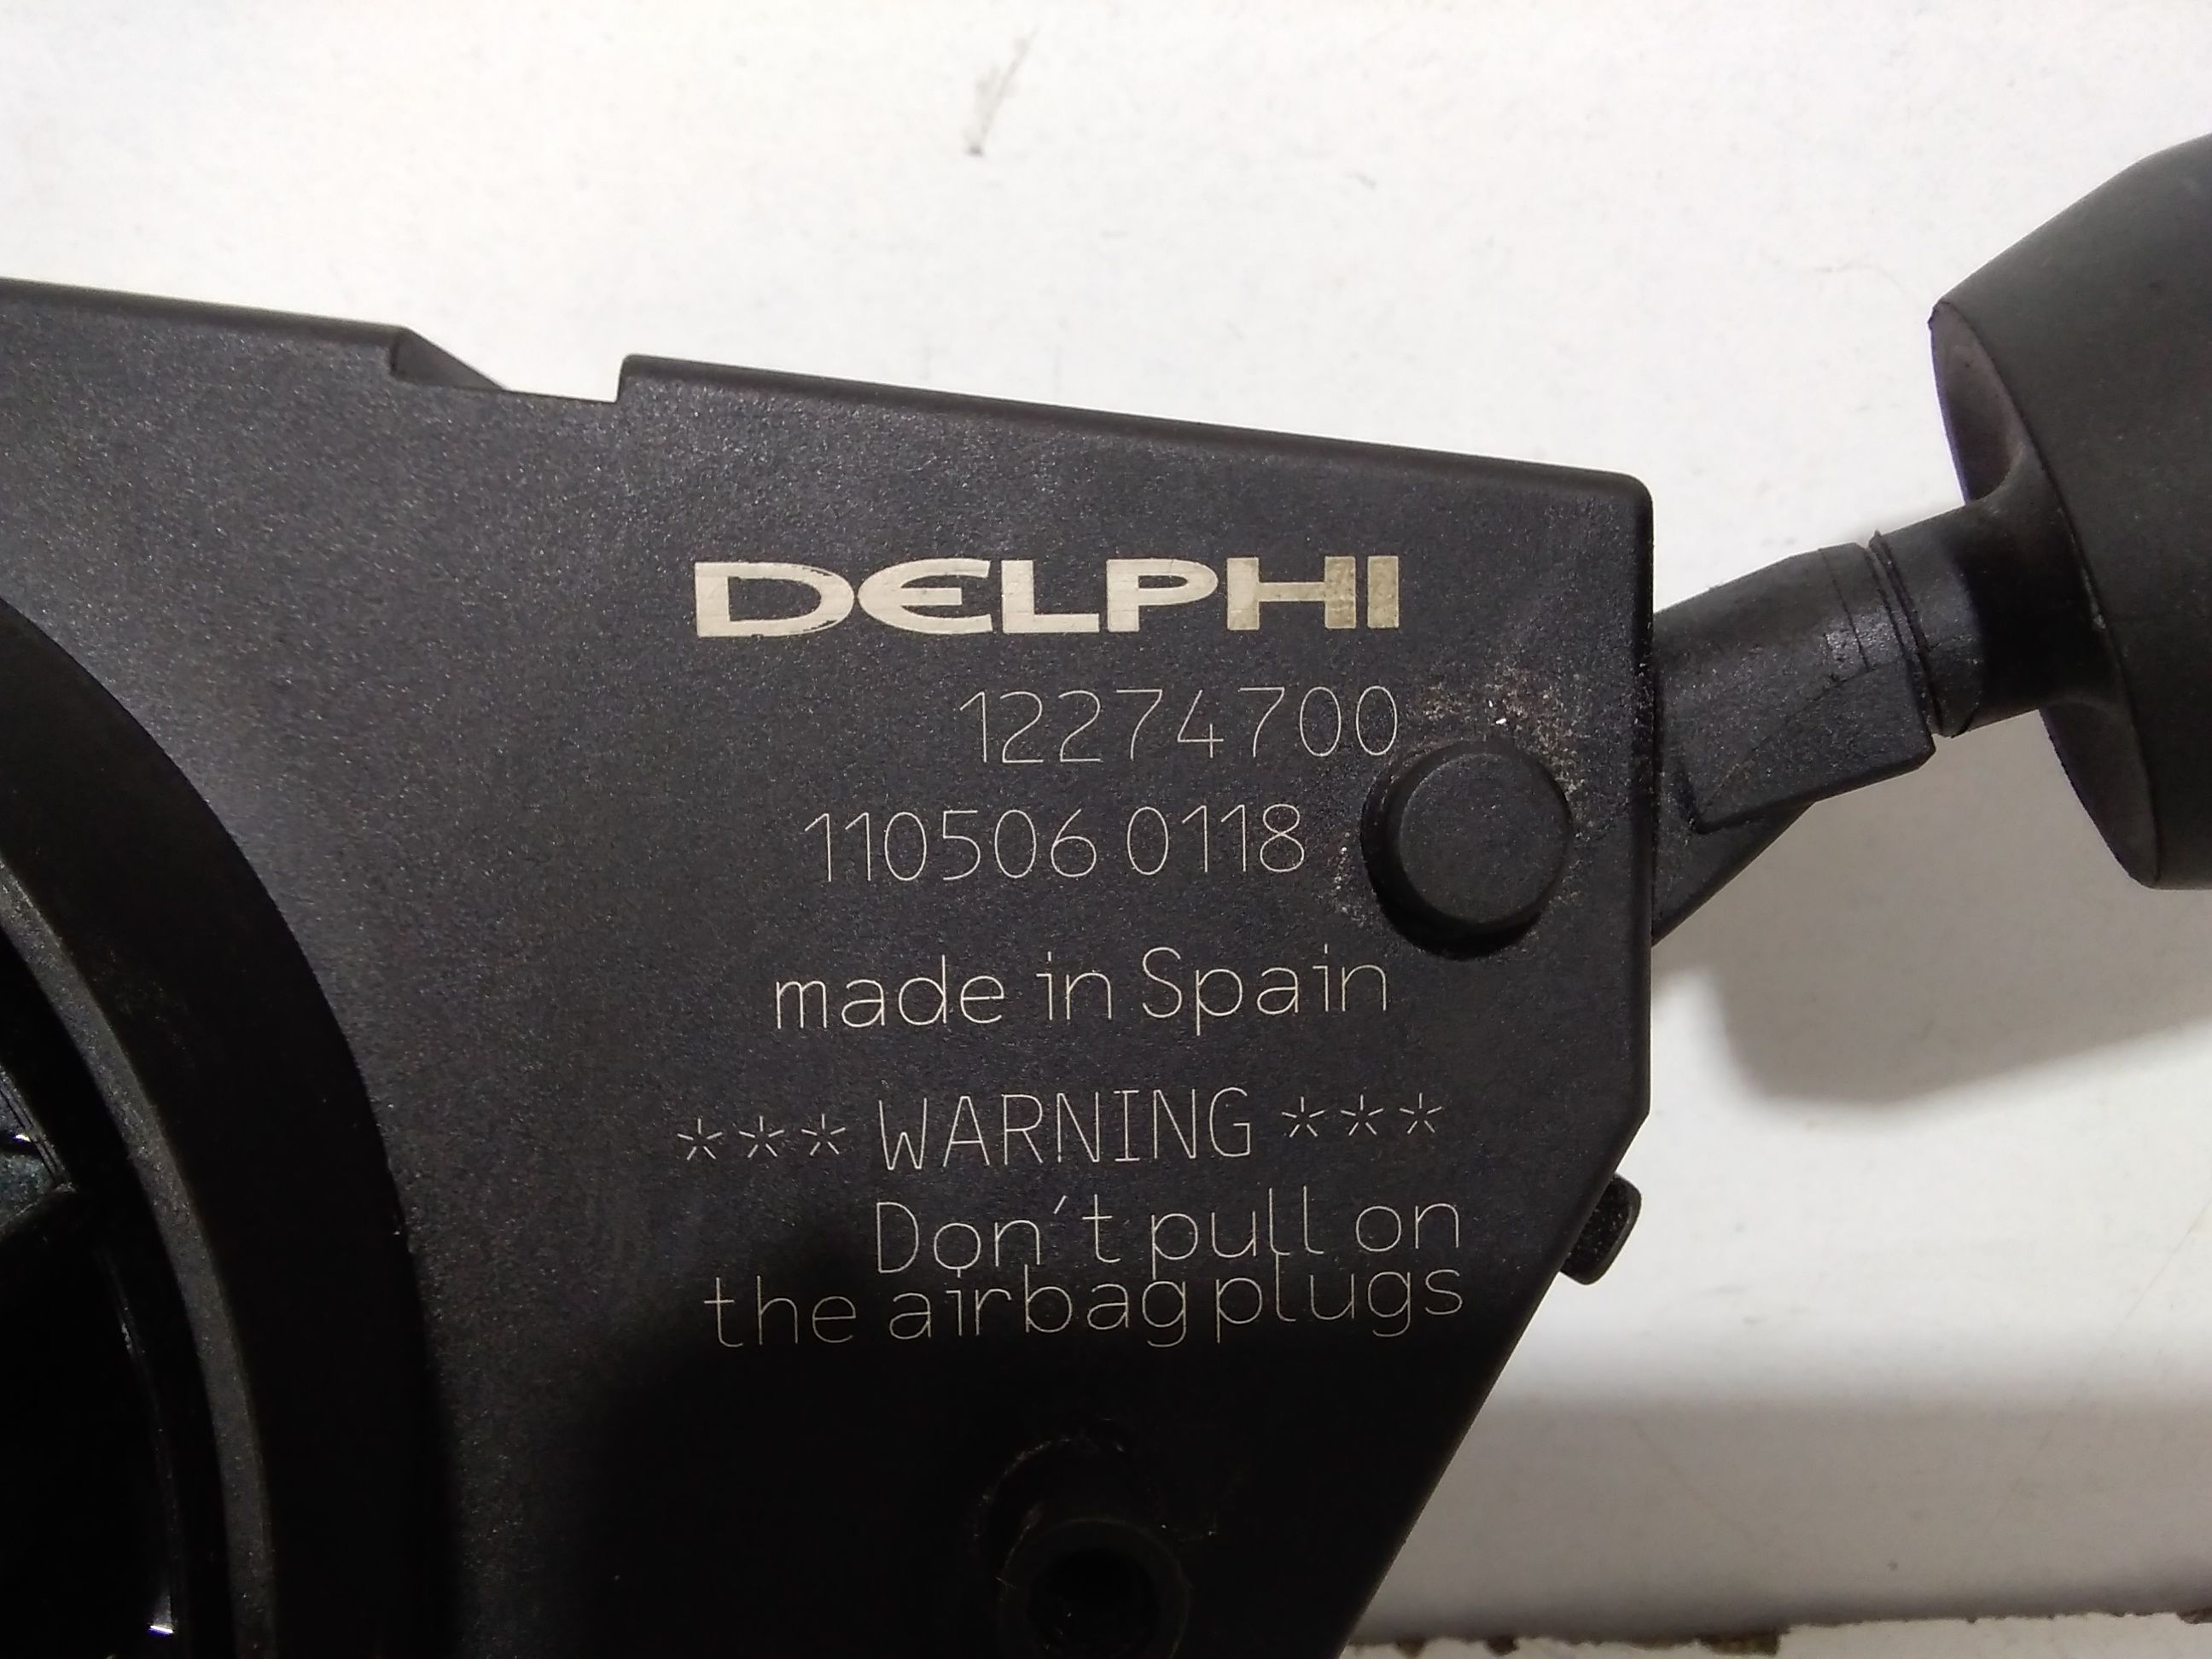 DELPHI
12274700
110506 0118
made in Spain
*** WARNING ***
Don't pull on
the airbag plugs